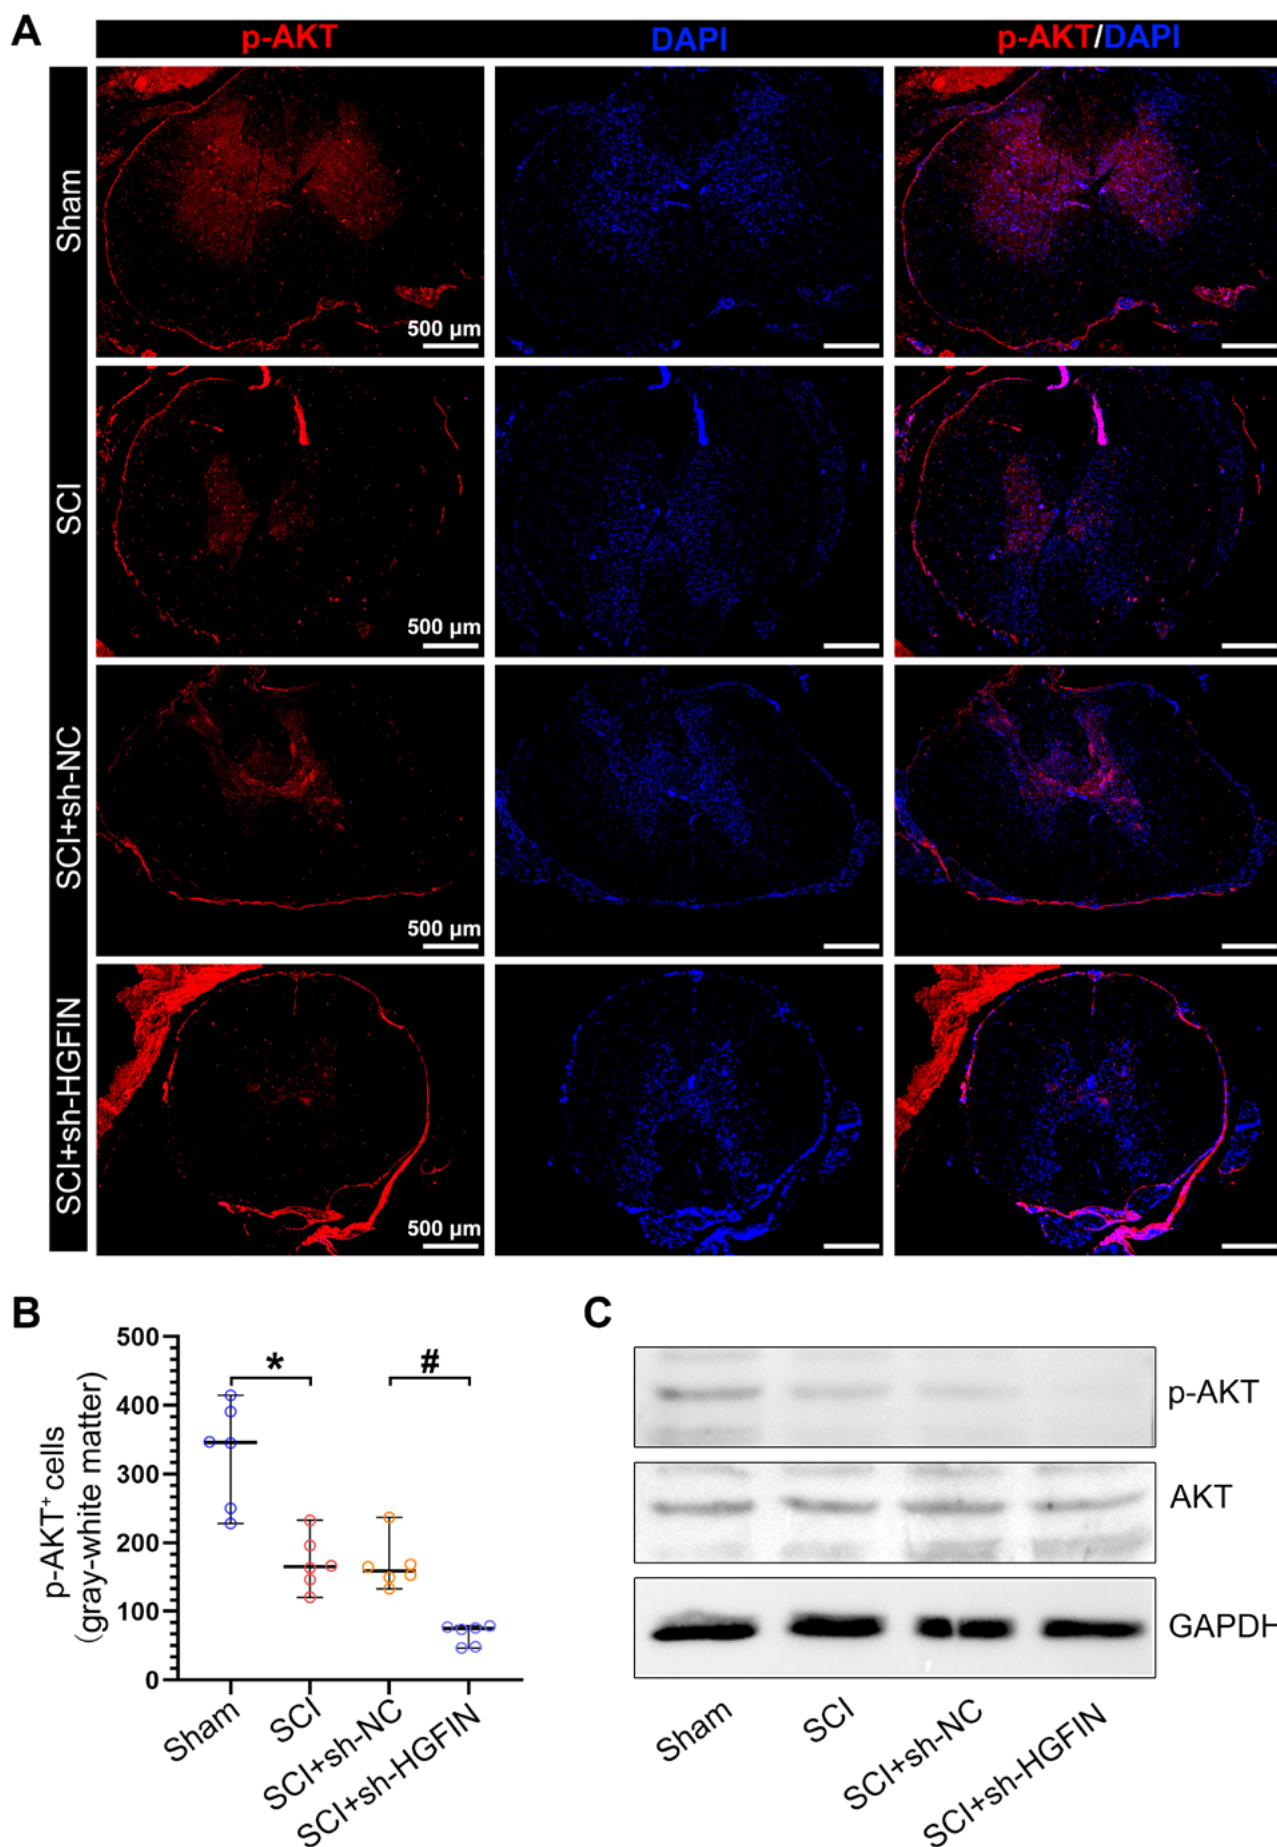 A
p-AKT
DAPI
p-AKT/DAPI
Sham
500 µm
SCI
500 µm
SCI+sh-NC
500 µm
SCI+sh-HGFIN
500 µm
B
p-AKT⁺ cells
(gray-white matter)
500
400
300
200
100
0
*
#
Sham
SCI
SCI+sh-NC
SCI+sh-HGFIN
C
p-AKT
AKT
GAPDH
Sham
SCI
SCI+sh-NC
SCI+sh-HGFIN